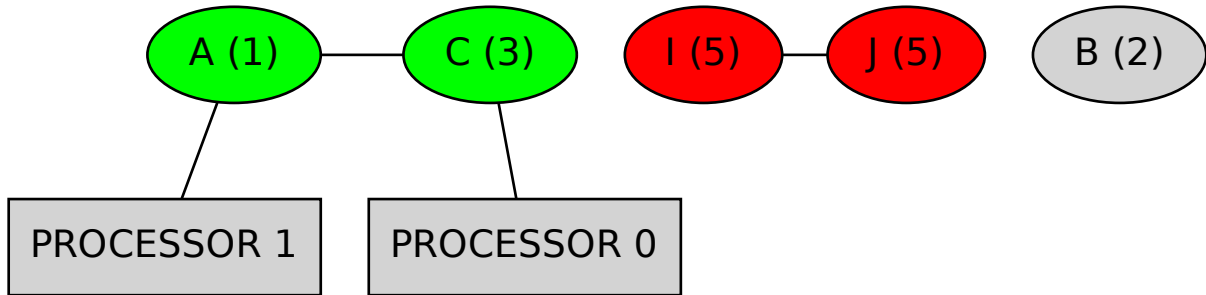 A (1)
C (3)
I (5)
J (5)
B (2)
PROCESSOR 1
PROCESSOR 0